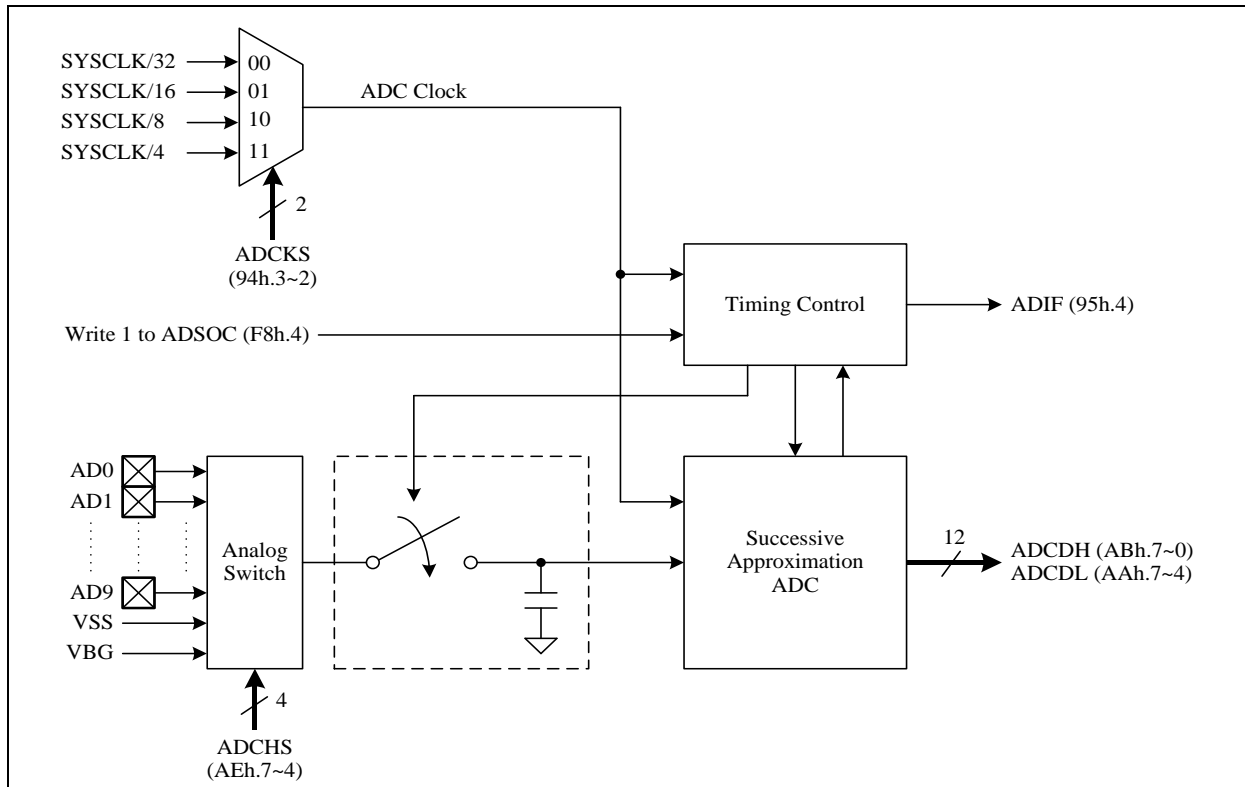 SYSCLK/32
SYSCLK/16
SYSCLK/8
SYSCLK/4
00
01
10
11
ADC Clock
2
ADCKS
(94h.3~2)
Write 1 to ADSOC (F8h.4)
Timing Control
ADIF (95h.4)
AD0
AD1
AD9
VSS
VBG
Analog
Switch
4
ADCHS
(AEh.7~4)
Successive
Approximation
ADC
12
ADCDH (ABh.7~0)
ADCDL (AAh.7~4)